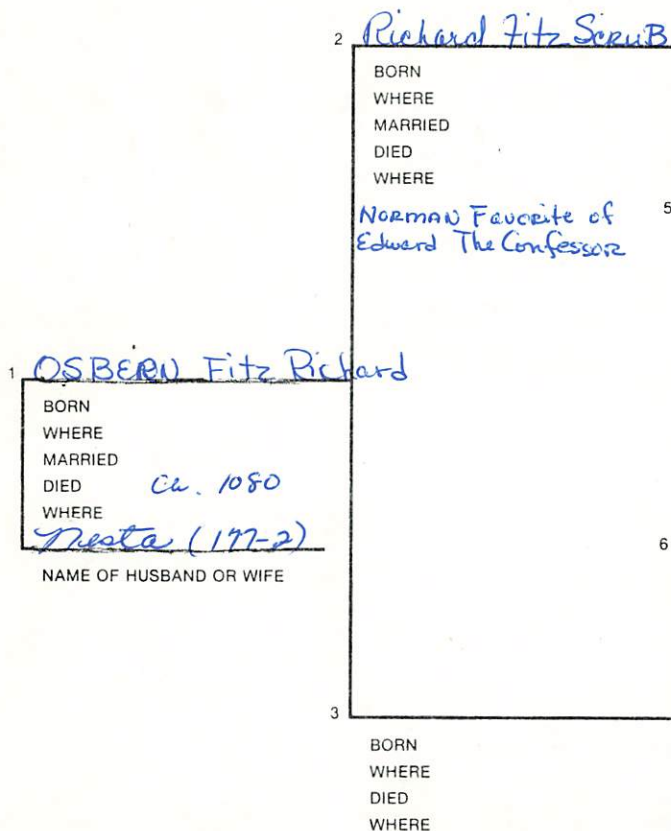 2 Richard Fitz ScRUB
BORN
WHERE
MARRIED
DIED
WHERE
NORMAN Favorite of
Edward The Confessor
5
1 OSBERN Fitz Richard
BORN
WHERE
MARRIED
DIED Ca. 1080
WHERE
Nesta (177-2)
NAME OF HUSBAND OR WIFE
6
3
BORN
WHERE
DIED
WHERE